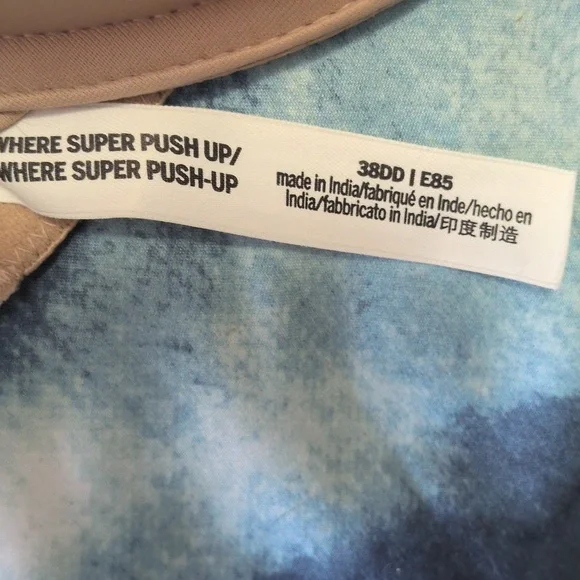 WHERE SUPER PUSH UP/
WHERE SUPER PUSH-UP
38DD | E85
made in India/fabriqué en Inde/hecho en
India/fabbricato in India/印度制造